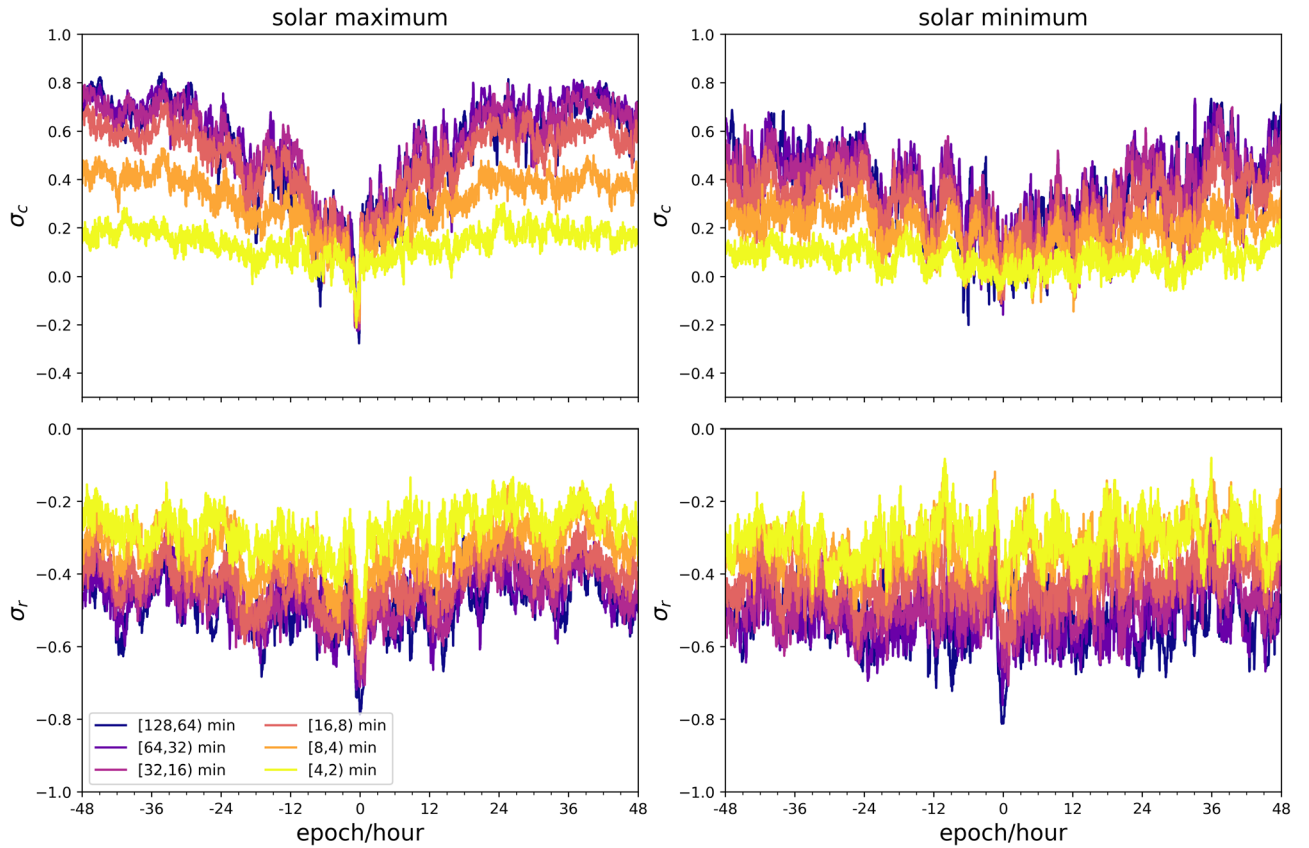 solar maximum
solar minimum
1.0
0.8
0.6
0.4
0.2
0.0
−0.2
−0.4
σc
1.0
0.8
0.6
0.4
0.2
0.0
−0.2
−0.4
σc
0.0
−0.2
−0.4
−0.6
−0.8
−1.0
σr
[128,64) min
[64,32) min
[32,16) min
[16,8) min
[8,4) min
[4,2) min
-48 -36 -24 -12 0 12 24 36 48
epoch/hour
0.0
−0.2
−0.4
−0.6
−0.8
−1.0
σr
-48 -36 -24 -12 0 12 24 36 48
epoch/hour